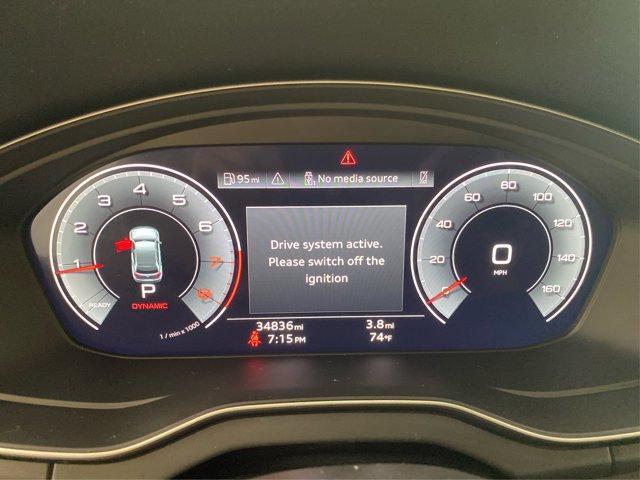 95 mi No media source
Drive system active.
Please switch off the
ignition
READY 1 2 3 4 5 6 7 8
P
DYNAMIC
1 / min x 1000
0 20 40 60 80 100 120 140 160
0
MPH
34836 mi 3.8 mi
7:15 PM 74°F